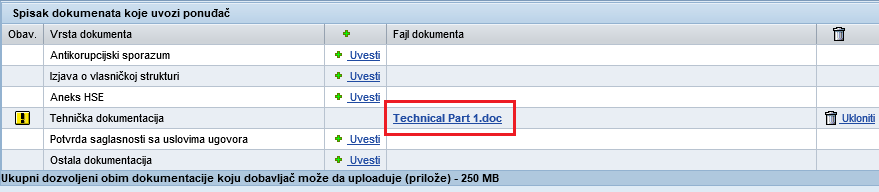 Spisak dokumenata koje uvozi ponuđač
Obav. Vrsta dokumenta Fajl dokumenta
Antikorupcijski sporazum Uvesti
Izjava o vlasničkoj strukturi Uvesti
Aneks HSE Uvesti
Tehnička dokumentacija Technical Part 1.doc Ukloniti
Potvrda saglasnosti sa uslovima ugovora Uvesti
Ostala dokumentacija Uvesti
Ukupni dozvoljeni obim dokumentacije koju dobavljač može da uploaduje (prilože) - 250 MB